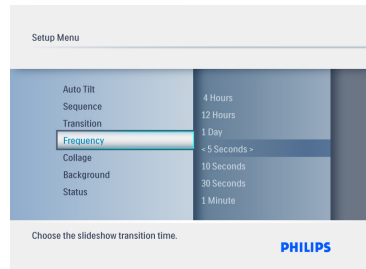 Setup Menu
Auto Tilt
Sequence
Transition
Frequency
Collage
Background
Status
4 Hours
12 Hours
1 Day
< 5 Seconds >
10 Seconds
30 Seconds
1 Minute
Choose the slideshow transition time.
PHILIPS